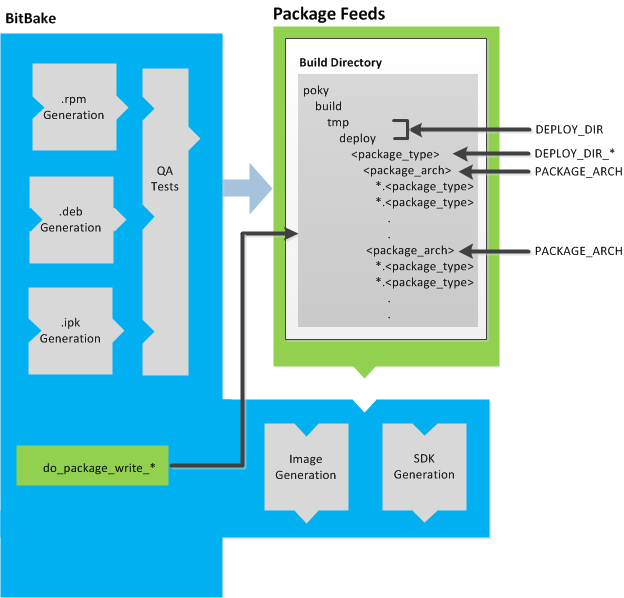 BitBake
Package Feeds
.rpm
Generation
.deb
Generation
.ipk
Generation
QA
Tests
Build Directory
poky
build
tmp
deploy
<package_type>
<package_arch>
*.<package_type>
*.<package_type>
.
.
<package_arch>
*.<package_type>
*.<package_type>
.
.
DEPLOY_DIR
DEPLOY_DIR_*
PACKAGE_ARCH
PACKAGE_ARCH
do_package_write_*
Image
Generation
SDK
Generation